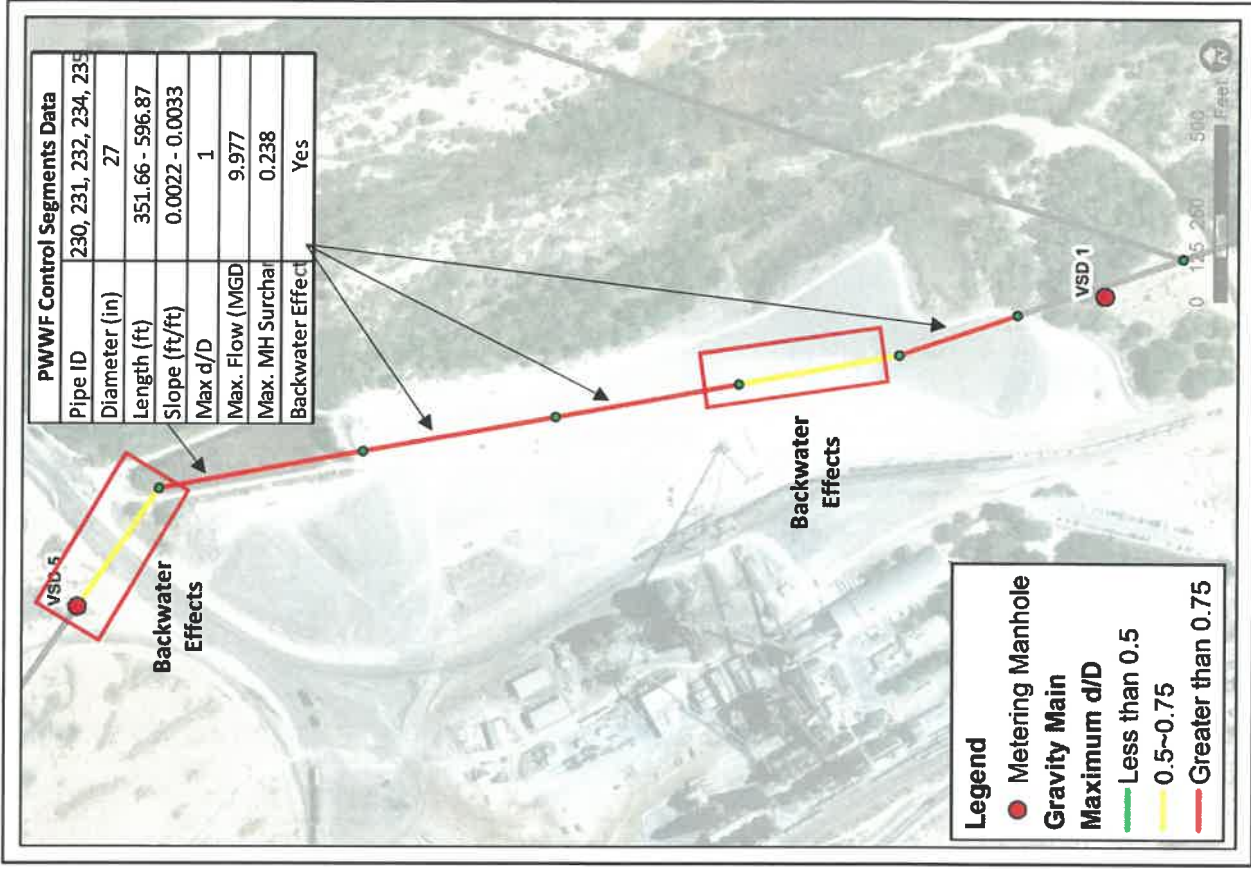 PWWF Control Segments Data
Pipe ID 230, 231, 232, 234, 235
Diameter (in) 27
Length (ft) 351.66 - 596.87
Slope (ft/ft) 0.0022 - 0.0033
Max d/D 1
Max. Flow (MGD 9.977
Max. MH Surchar 0.238
Backwater Effect Yes
VSD 5
Backwater
Effects
Backwater
Effects
VSD 1
0 125 250 500
Feet
Legend
Metering Manhole
Gravity Main
Maximum d/D
Less than 0.5
0.5~0.75
Greater than 0.75